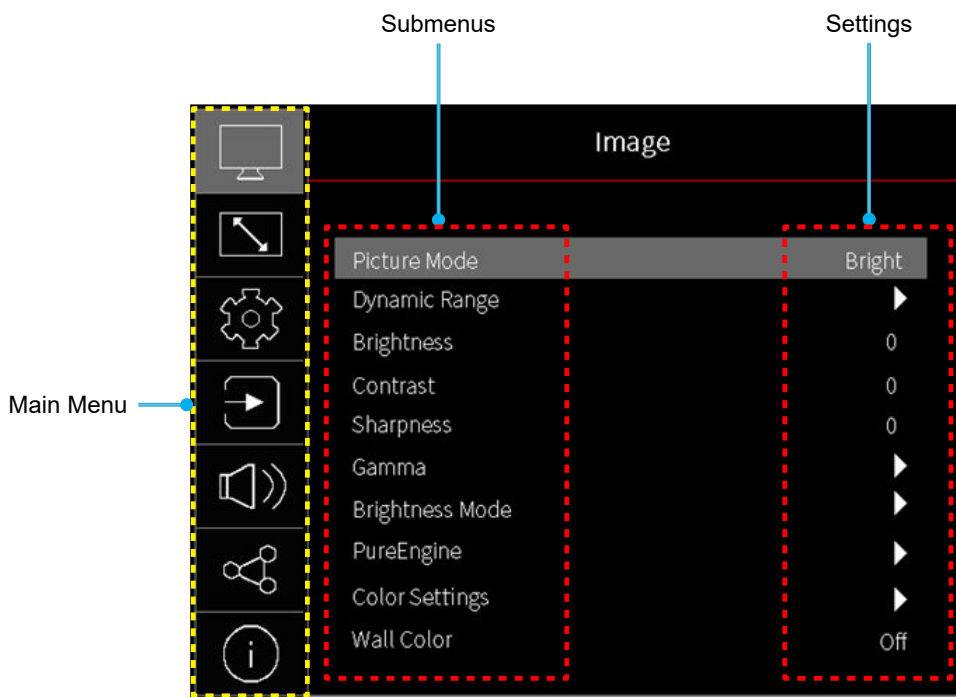 Submenus Settings
Image
Picture Mode Bright
Dynamic Range
Brightness 0
Main Menu
Contrast 0
Sharpness 0
Gamma
Brightness Mode
PureEngine
Color Settings
Wall Color Off
i